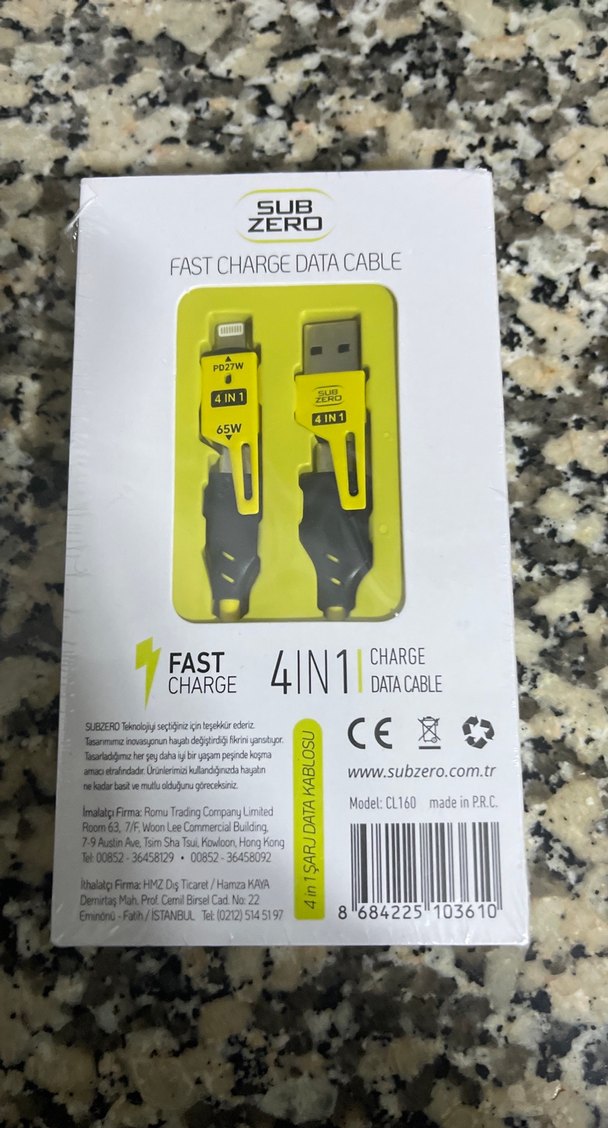 SUB
ZERO
FAST CHARGE DATA CABLE
PD27W
4 IN 1
65W
SUB
ZERO
4 IN 1
FAST
CHARGE
4IN1
CHARGE
DATA CABLE
SUBZERO Teknolojiyi seçtiğiniz için teşekkür ederiz.
Tasarımımız inovasyonun hayatı değiştirdiği fikrini yansıtıyor.
Tasarladığımız her şey daha iyi bir yaşam peşinde koşma
amacı etrafındadır. Ürünlerimizi kullandığınızda hayatın
ne kadar basit ve mutlu olduğunu göreceksiniz.
İmalatçı Firma: Romu Trading Company Limited
Room 63, 7/F, Woon Lee Commercial Building,
7-9 Austin Ave, Tsim Sha Tsui, Kowloon, Hong Kong
Tel: 00852 - 36458129 • 00852 - 36458092
İthalatçı Firma: HMZ Dış Ticaret / Hamza KAYA
Demirtaş Mah. Prof. Cemil Birsel Cad. No: 22
Eminönü - Fatih / İSTANBUL Tel: (0212) 514 51 97
4 in 1 ŞARJ DATA KABLOSU
CE
www.subzero.com.tr
Model: CL160 made in P.R.C.
8 684225 103610